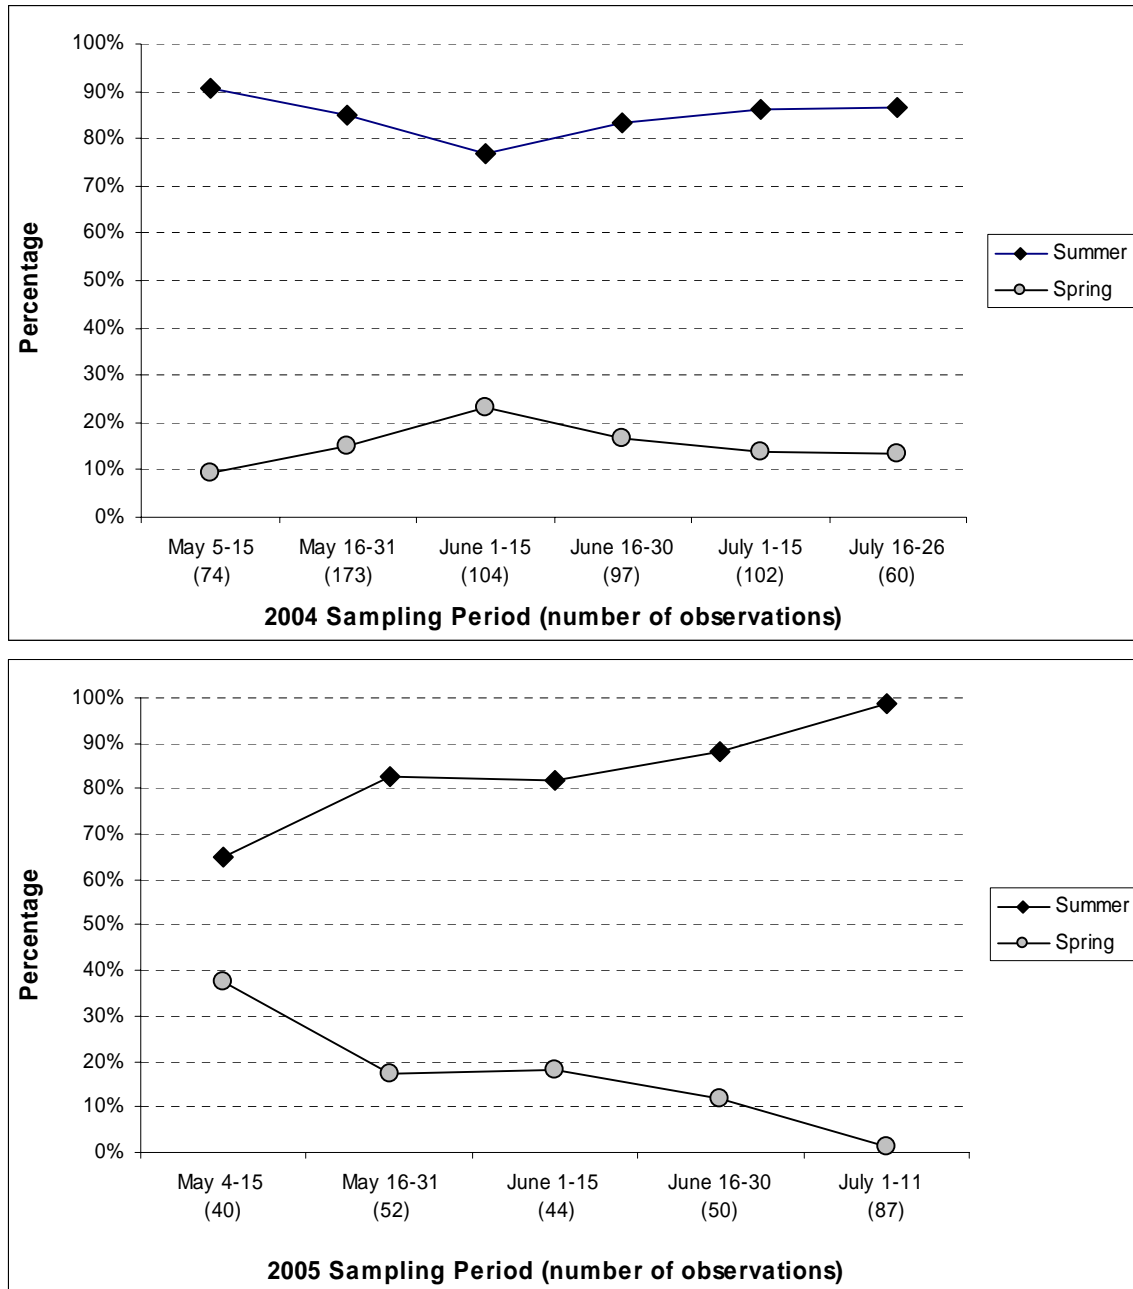 100%
90%
80%
70%
60%
50%
40%
30%
20%
10%
0%
Percentage
May 5-15 May 16-31 June 1-15 June 16-30 July 1-15 July 16-26
(74) (173) (104) (97) (102) (60)
2004 Sampling Period (number of observations)
Summer
Spring
100%
90%
80%
70%
60%
50%
40%
30%
20%
10%
0%
Percentage
May 4-15 May 16-31 June 1-15 June 16-30 July 1-11
(40) (52) (44) (50) (87)
2005 Sampling Period (number of observations)
Summer
Spring